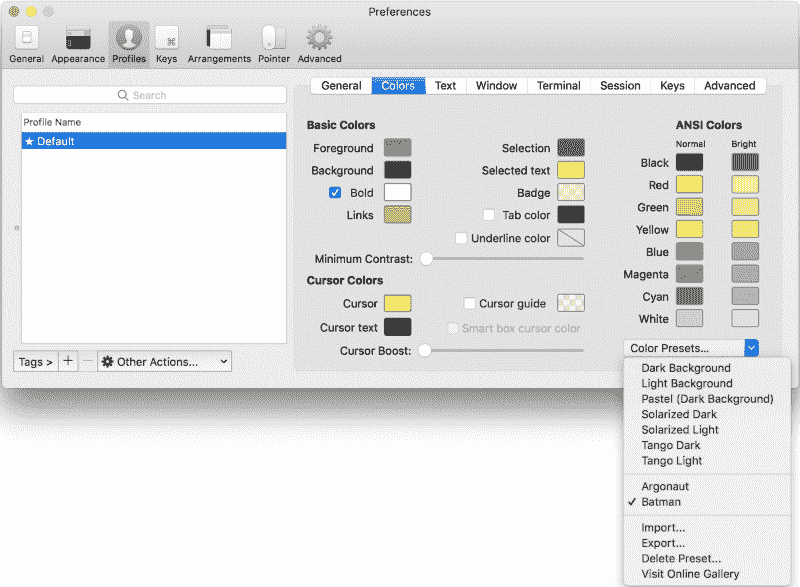 Preferences
General Appearance Profiles Keys Arrangements Pointer Advanced
Search
Profile Name
★ Default
Tags > + − Other Actions...
General Colors Text Window Terminal Session Keys Advanced
Basic Colors
Foreground
Background
Bold
Links
Selection
Selected text
Badge
Tab color
Underline color
Minimum Contrast:
Cursor Colors
Cursor
Cursor text
Cursor guide
Smart box cursor color
Cursor Boost:
ANSI Colors
Normal Bright
Black
Red
Green
Yellow
Blue
Magenta
Cyan
White
Color Presets...
Dark Background
Light Background
Pastel (Dark Background)
Solarized Dark
Solarized Light
Tango Dark
Tango Light
Argonaut
✓ Batman
Import...
Export...
Delete Preset...
Visit Online Gallery